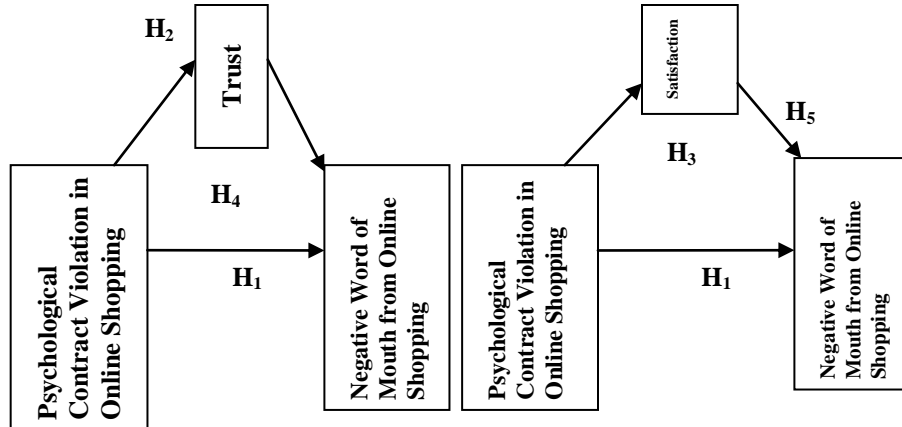 H₂
Trust
H₄
H₁
Psychological
Contract Violation in
Online Shopping
Negative Word of
Mouth from Online
Shopping
Satisfaction
H₅
H₃
H₁
Psychological
Contract Violation in
Online Shopping
Negative Word of
Mouth from Online
Shopping